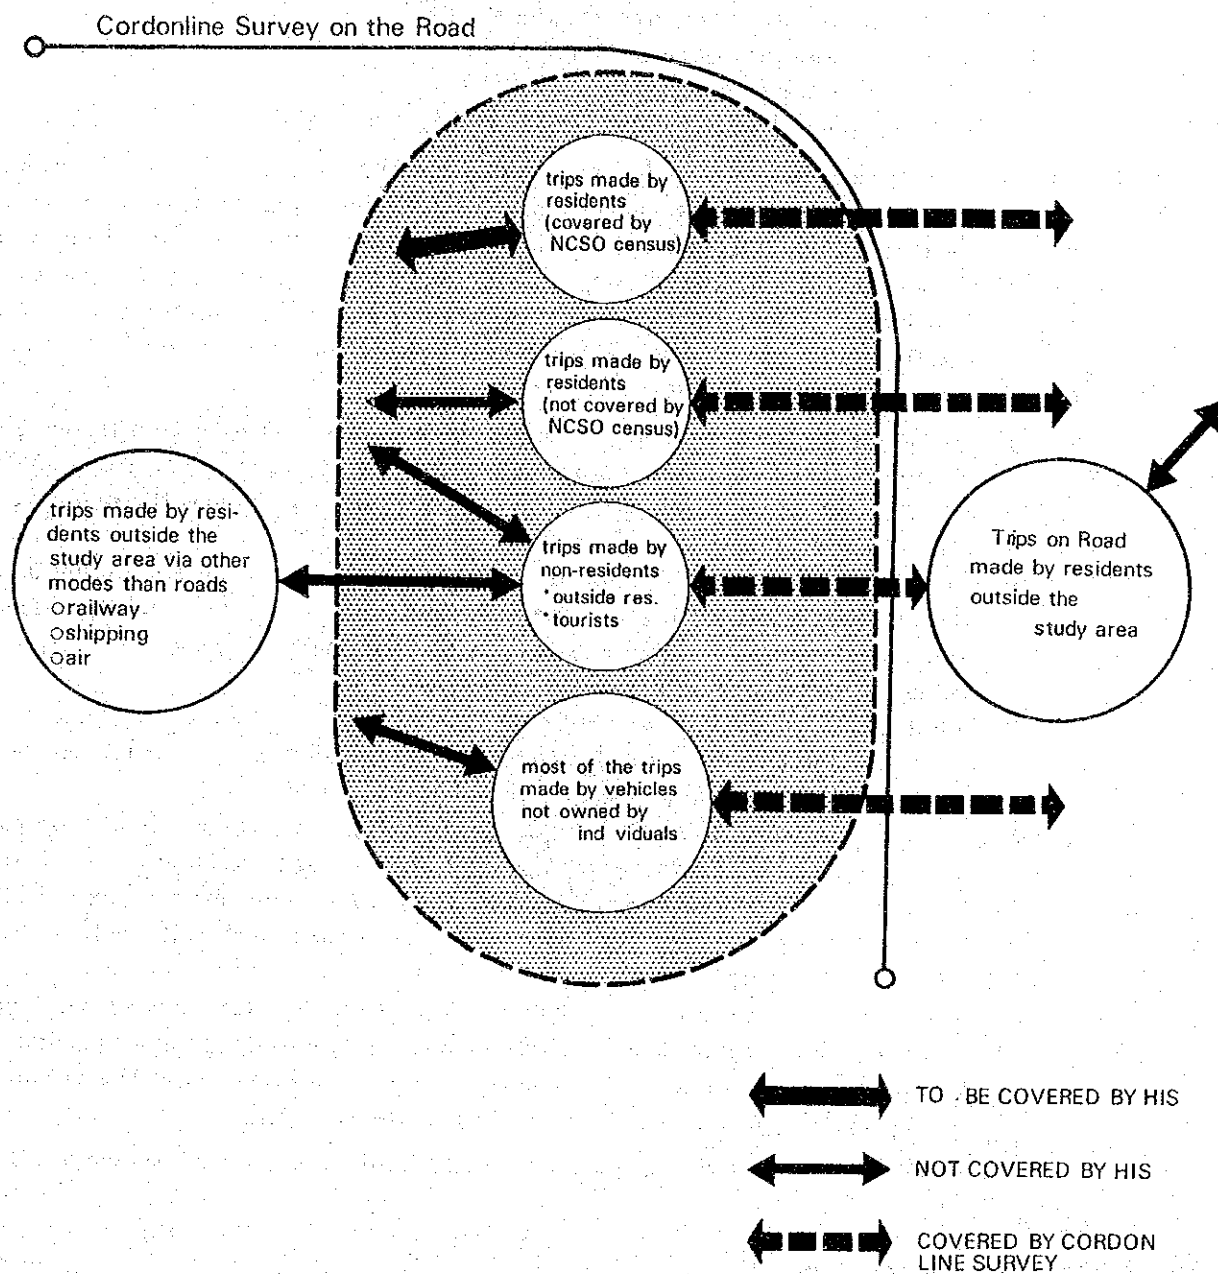 Cordonline Survey on the Road
trips made by
residents
(covered by
NCSO census)
trips made by
residents
(not covered by
NCSO census)
trips made by resi-
dents outside the
study area via other
modes than roads
○railway
○shipping
○air
trips made by
non-residents
* outside res.
* tourists
Trips on Road
made by residents
outside the
study area
most of the trips
made by vehicles
not owned by
ind viduals
TO BE COVERED BY HIS
NOT COVERED BY HIS
COVERED BY CORDON
LINE SURVEY